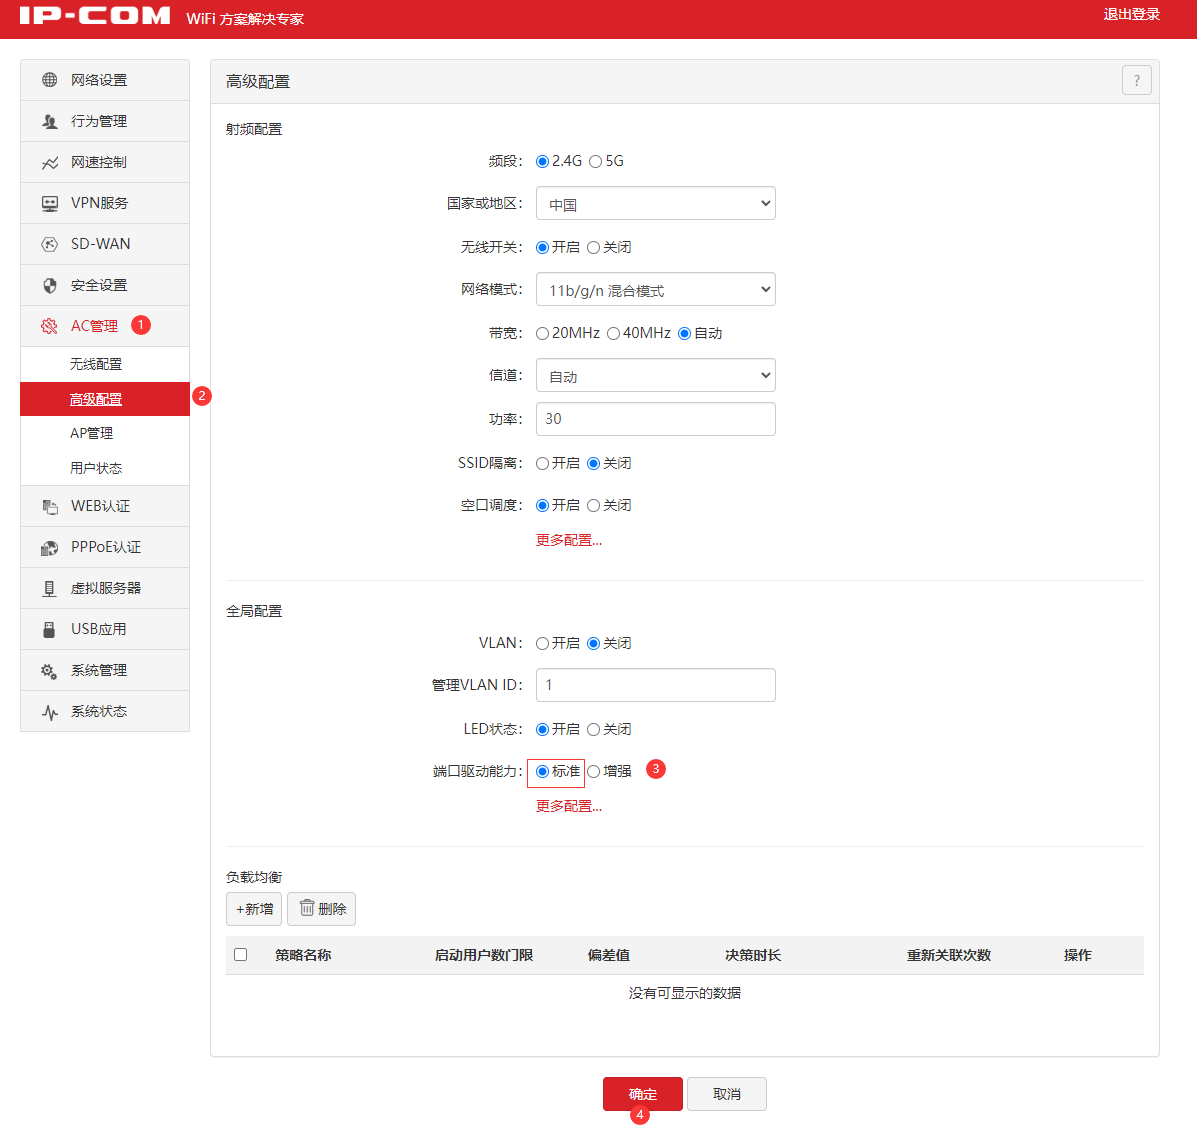 IP-COM WiFi 方案解决专家 退出登录
网络设置
行为管理
网速控制
VPN服务
SD-WAN
安全设置
AC管理 1
无线配置
高级配置 2
AP管理
用户状态
WEB认证
PPPoE认证
虚拟服务器
USB应用
系统管理
系统状态
高级配置 ?
射频配置
频段： 2.4G 5G
国家或地区： 中国
无线开关： 开启 关闭
网络模式： 11b/g/n 混合模式
带宽： 20MHz 40MHz 自动
信道： 自动
功率： 30
SSID隔离： 开启 关闭
空口调度： 开启 关闭
更多配置...
全局配置
VLAN： 开启 关闭
管理VLAN ID： 1
LED状态： 开启 关闭
端口驱动能力： 标准 增强 3
更多配置...
负载均衡
+新增 删除
策略名称 启动用户数门限 偏差值 决策时长 重新关联次数 操作
没有可显示的数据
确定 取消
4